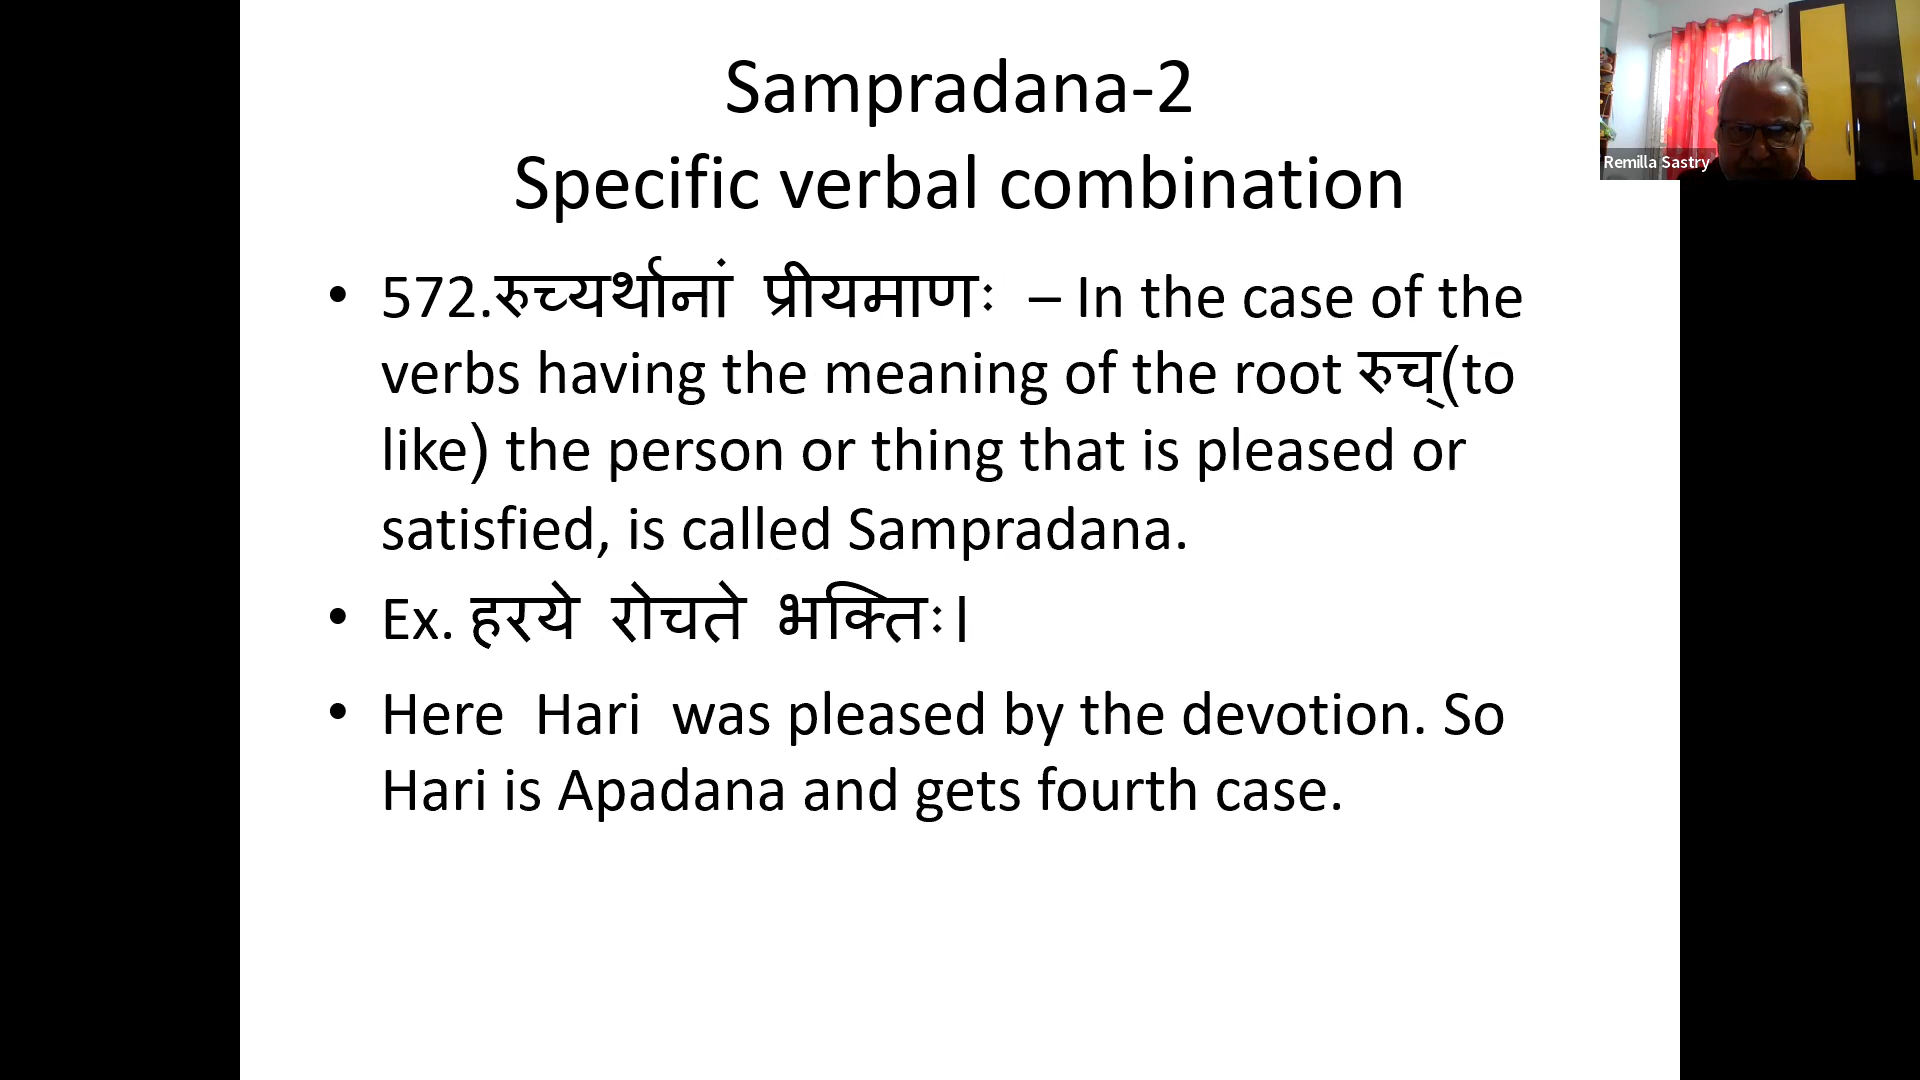 Sampradana-2
Specific verbal combination
Remilla Sastry
• 572.रुच्यर्थानां प्रीयमाणः – In the case of the
verbs having the meaning of the root रुच्(to
like) the person or thing that is pleased or
satisfied, is called Sampradana.
• Ex. हरये रोचते भक्तिः।
• Here Hari was pleased by the devotion. So
Hari is Apadana and gets fourth case.